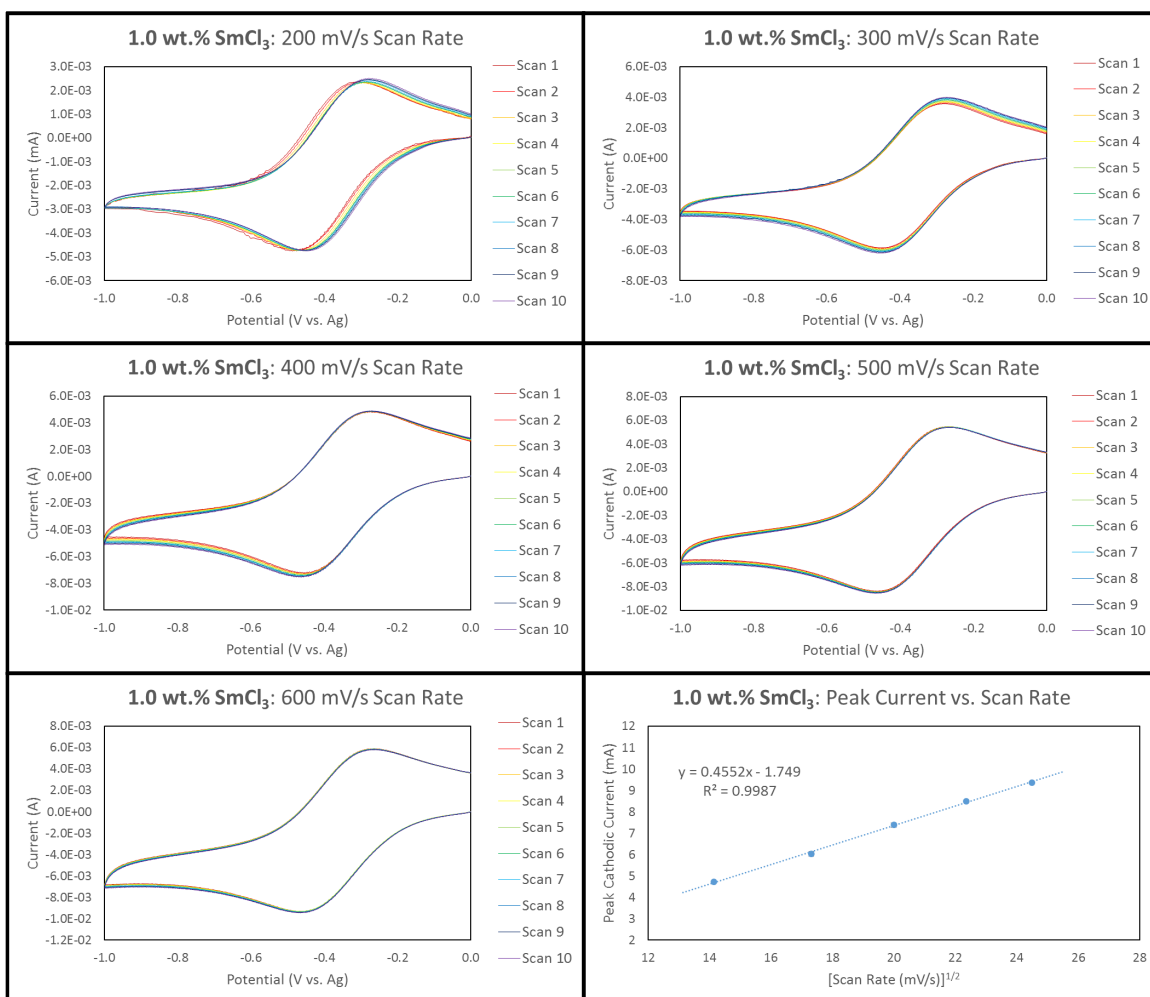 1.0 wt.% SmCl₃: 200 mV/s Scan Rate
3.0E-03
2.0E-03
1.0E-03
0.0E+00
-1.0E-03
-2.0E-03
-3.0E-03
-4.0E-03
-5.0E-03
-6.0E-03
Current (mA)
-1.0 -0.8 -0.6 -0.4 -0.2 0.0
Potential (V vs. Ag)
Scan 1
Scan 2
Scan 3
Scan 4
Scan 5
Scan 6
Scan 7
Scan 8
Scan 9
Scan 10
1.0 wt.% SmCl₃: 300 mV/s Scan Rate
6.0E-03
4.0E-03
2.0E-03
0.0E+00
-2.0E-03
-4.0E-03
-6.0E-03
-8.0E-03
Current (A)
-1.0 -0.8 -0.6 -0.4 -0.2 0.0
Potential (V vs. Ag)
Scan 1
Scan 2
Scan 3
Scan 4
Scan 5
Scan 6
Scan 7
Scan 8
Scan 9
Scan 10
1.0 wt.% SmCl₃: 400 mV/s Scan Rate
6.0E-03
4.0E-03
2.0E-03
0.0E+00
-2.0E-03
-4.0E-03
-6.0E-03
-8.0E-03
-1.0E-02
Current (A)
-1.0 -0.8 -0.6 -0.4 -0.2 0.0
Potential (V vs. Ag)
Scan 1
Scan 2
Scan 3
Scan 4
Scan 5
Scan 6
Scan 7
Scan 8
Scan 9
Scan 10
1.0 wt.% SmCl₃: 500 mV/s Scan Rate
8.0E-03
6.0E-03
4.0E-03
2.0E-03
0.0E+00
-2.0E-03
-4.0E-03
-6.0E-03
-8.0E-03
-1.0E-02
Current (A)
-1.0 -0.8 -0.6 -0.4 -0.2 0.0
Potential (V vs. Ag)
Scan 1
Scan 2
Scan 3
Scan 4
Scan 5
Scan 6
Scan 7
Scan 8
Scan 9
Scan 10
1.0 wt.% SmCl₃: 600 mV/s Scan Rate
8.0E-03
6.0E-03
4.0E-03
2.0E-03
0.0E+00
-2.0E-03
-4.0E-03
-6.0E-03
-8.0E-03
-1.0E-02
-1.2E-02
Current (A)
-1.0 -0.8 -0.6 -0.4 -0.2 0.0
Potential (V vs. Ag)
Scan 1
Scan 2
Scan 3
Scan 4
Scan 5
Scan 6
Scan 7
Scan 8
Scan 9
Scan 10
1.0 wt.% SmCl₃: Peak Current vs. Scan Rate
12
11
10
9
8
7
6
5
4
3
2
Peak Cathodic Current (mA)
y = 0.4552x - 1.749
R² = 0.9987
12 14 16 18 20 22 24 26 28
[Scan Rate (mV/s)]¹ᐟ²